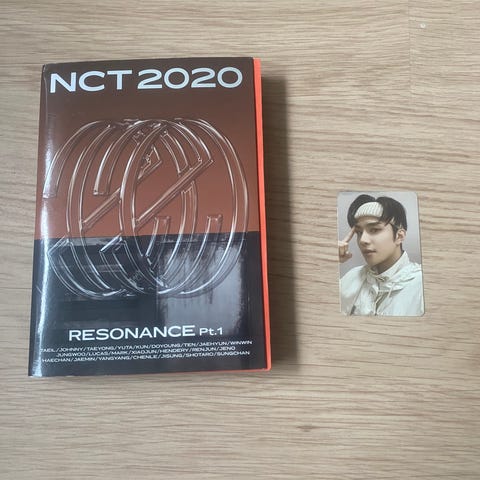 NCT 2020
RESONANCE Pt.1
TAEIL/JOHNNY/TAEYONG/YUTA/KUN/DOYOUNG/TEN/JAEHYUN/WINWIN
JUNGWOO/LUCAS/MARK/XIAOJUN/HENDERY/RENJUN/JENO
HAECHAN/JAEMIN/YANGYANG/CHENLE/JISUNG/SHOTARO/SUNGCHAN